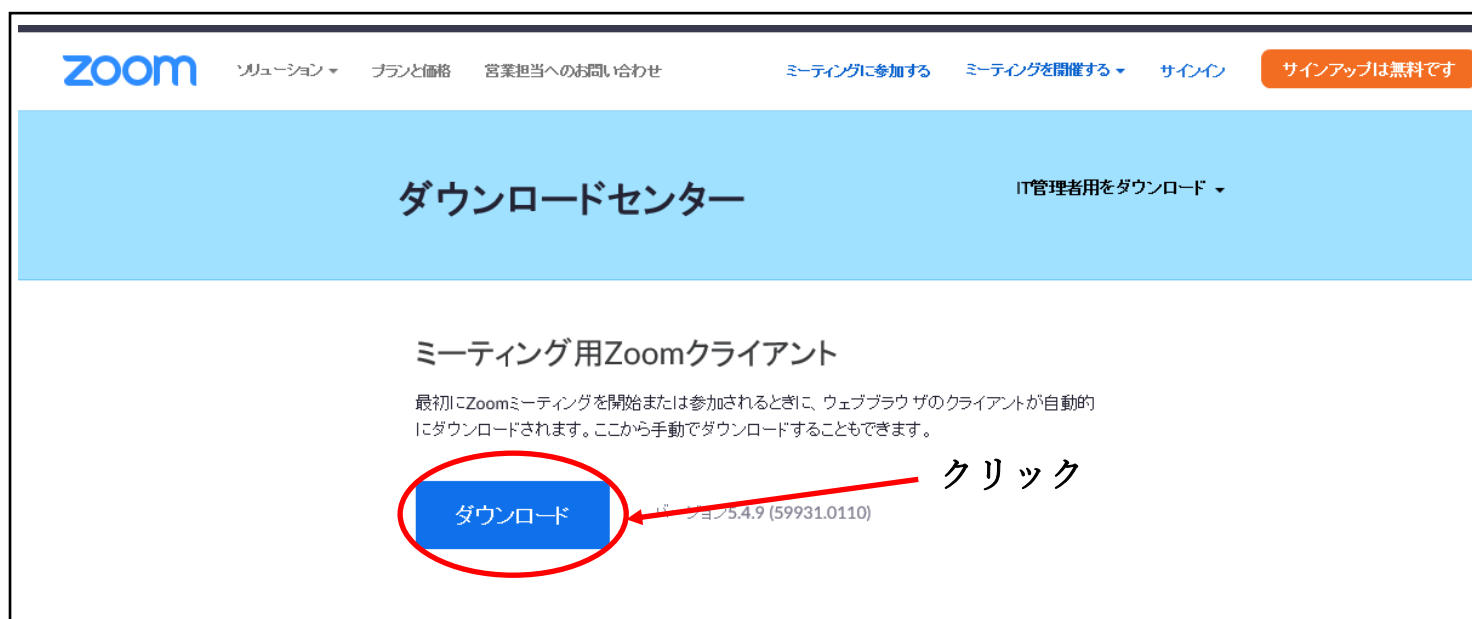 zoom ソリューション プランと価格 営業担当へのお問い合わせ ミーティングに参加する ミーティングを開催する サインイン サインアップは無料です
ダウンロードセンター IT管理者用をダウンロード
ミーティング用Zoomクライアント
最初にZoomミーティングを開始または参加されるときに、ウェブブラウザのクライアントが自動的
にダウンロードされます。ここから手動でダウンロードすることもできます。
クリック
ダウンロード バージョン5.4.9 (59931.0110)